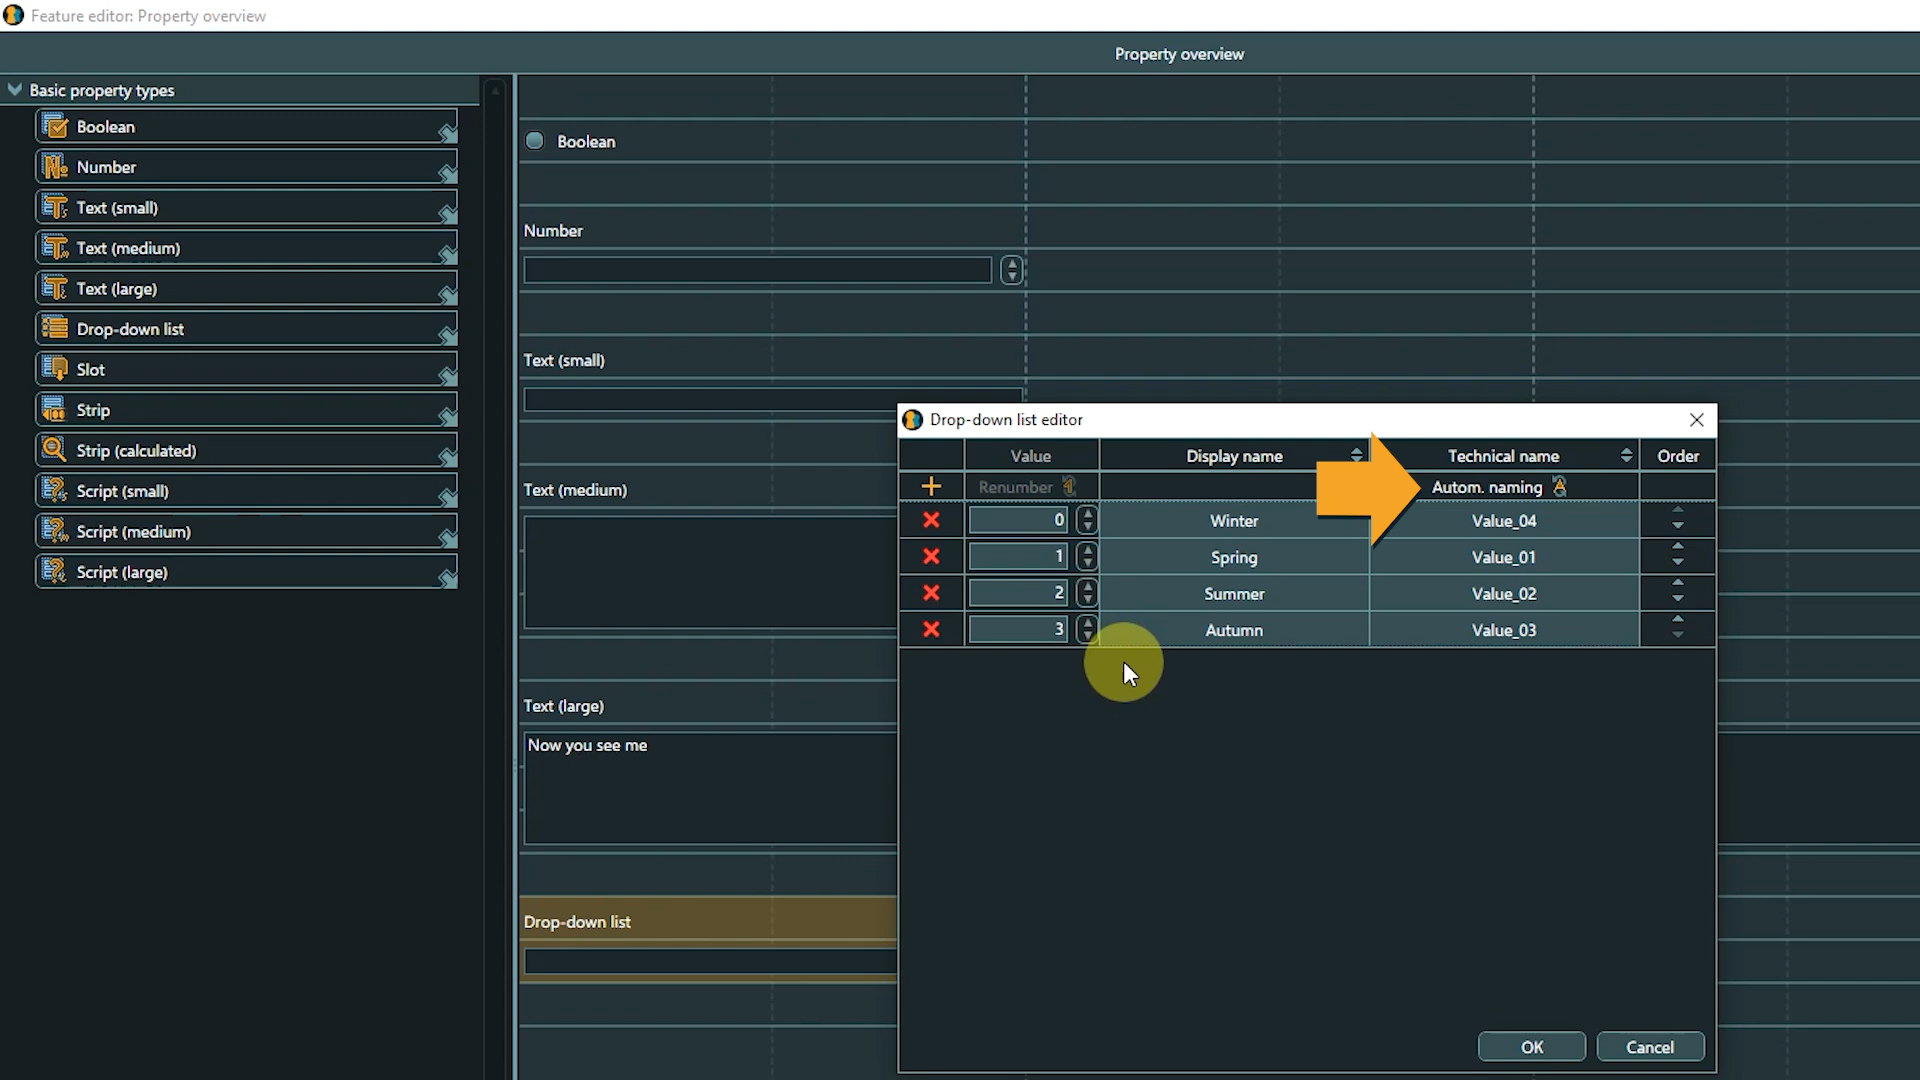 Feature editor: Property overview
Property overview
Basic property types
Boolean
Number
Text (small)
Text (medium)
Text (large)
Drop-down list
Slot
Strip
Strip (calculated)
Script (small)
Script (medium)
Script (large)
Boolean
Number
Text (small)
Text (medium)
Text (large)
Now you see me
Drop-down list
Drop-down list editor
Value Display name Technical name Order
Renumber Autom. naming
0 Winter Value_04
1 Spring Value_01
2 Summer Value_02
3 Autumn Value_03
OK Cancel